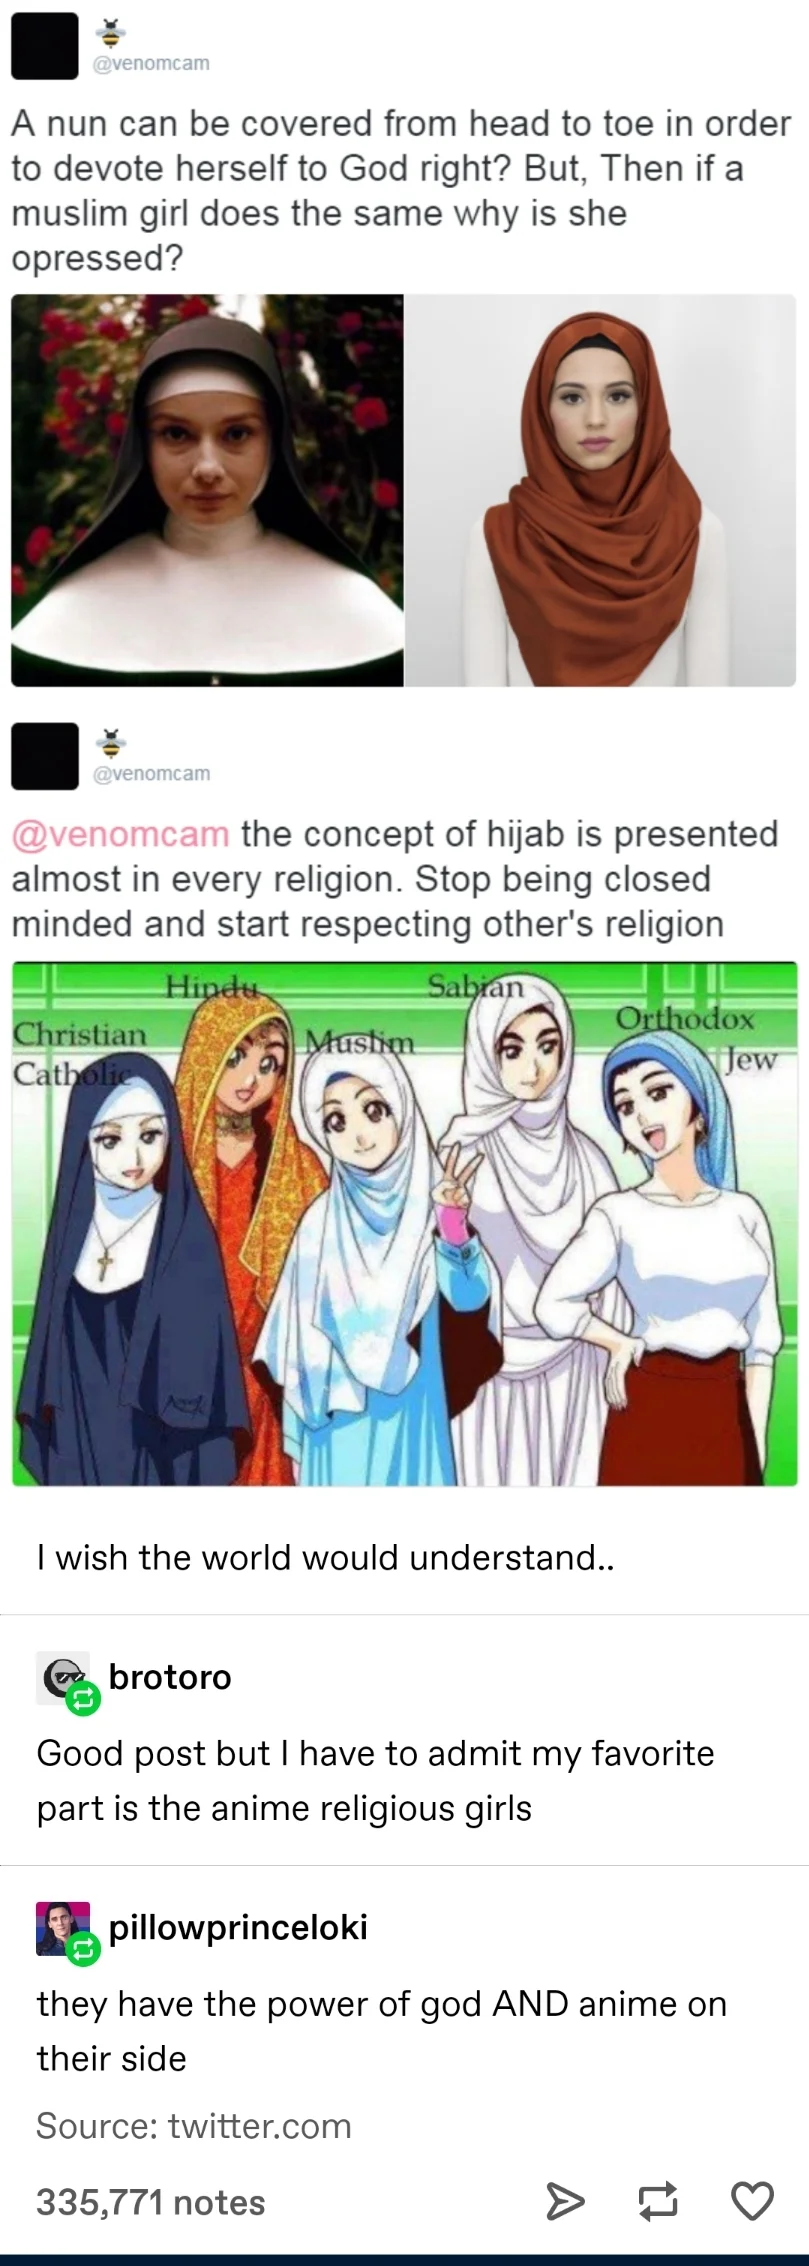 @venomcam
A nun can be covered from head to toe in order
to devote herself to God right? But, Then if a
muslim girl does the same why is she
opressed?
@venomcam
@venomcam the concept of hijab is presented
almost in every religion. Stop being closed
minded and start respecting other's religion
Hindu
Sabian
Christian
Catholic
Muslim
Orthodox
Jew
I wish the world would understand..
brotoro
Good post but I have to admit my favorite
part is the anime religious girls
pillowprinceloki
they have the power of god AND anime on
their side
Source: twitter.com
335,771 notes